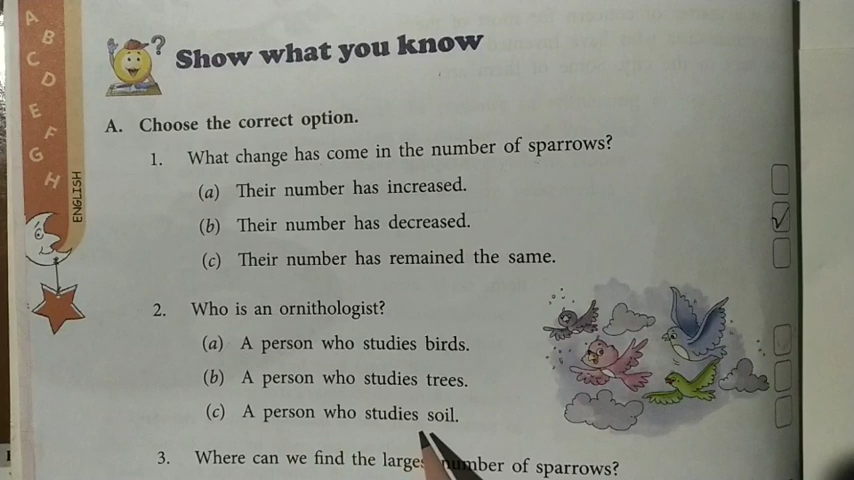 A
B
C
D
E
F
G
H
ENGLISH
?
Show what you know
A. Choose the correct option.
1. What change has come in the number of sparrows?
(a) Their number has increased.
(b) Their number has decreased.
(c) Their number has remained the same.
2. Who is an ornithologist?
(a) A person who studies birds.
(b) A person who studies trees.
(c) A person who studies soil.
3. Where can we find the number of sparrows?